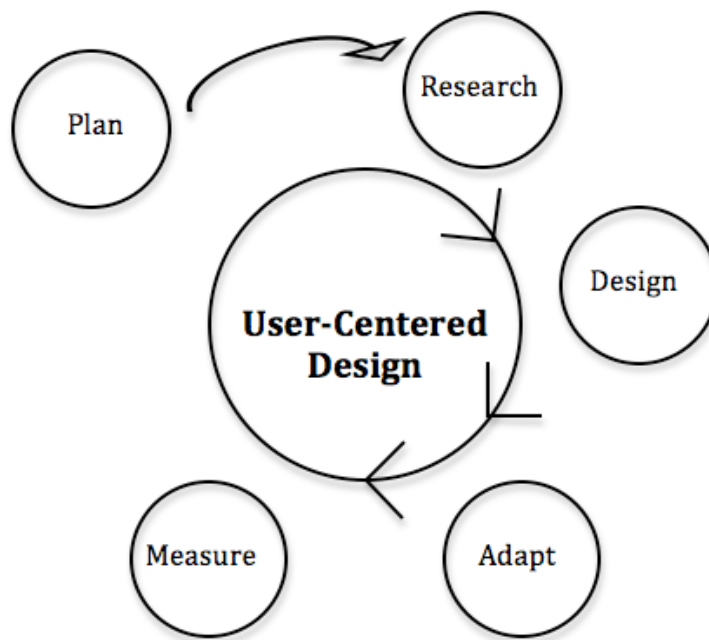 Plan
Research
Design
User-Centered
Design
Measure
Adapt